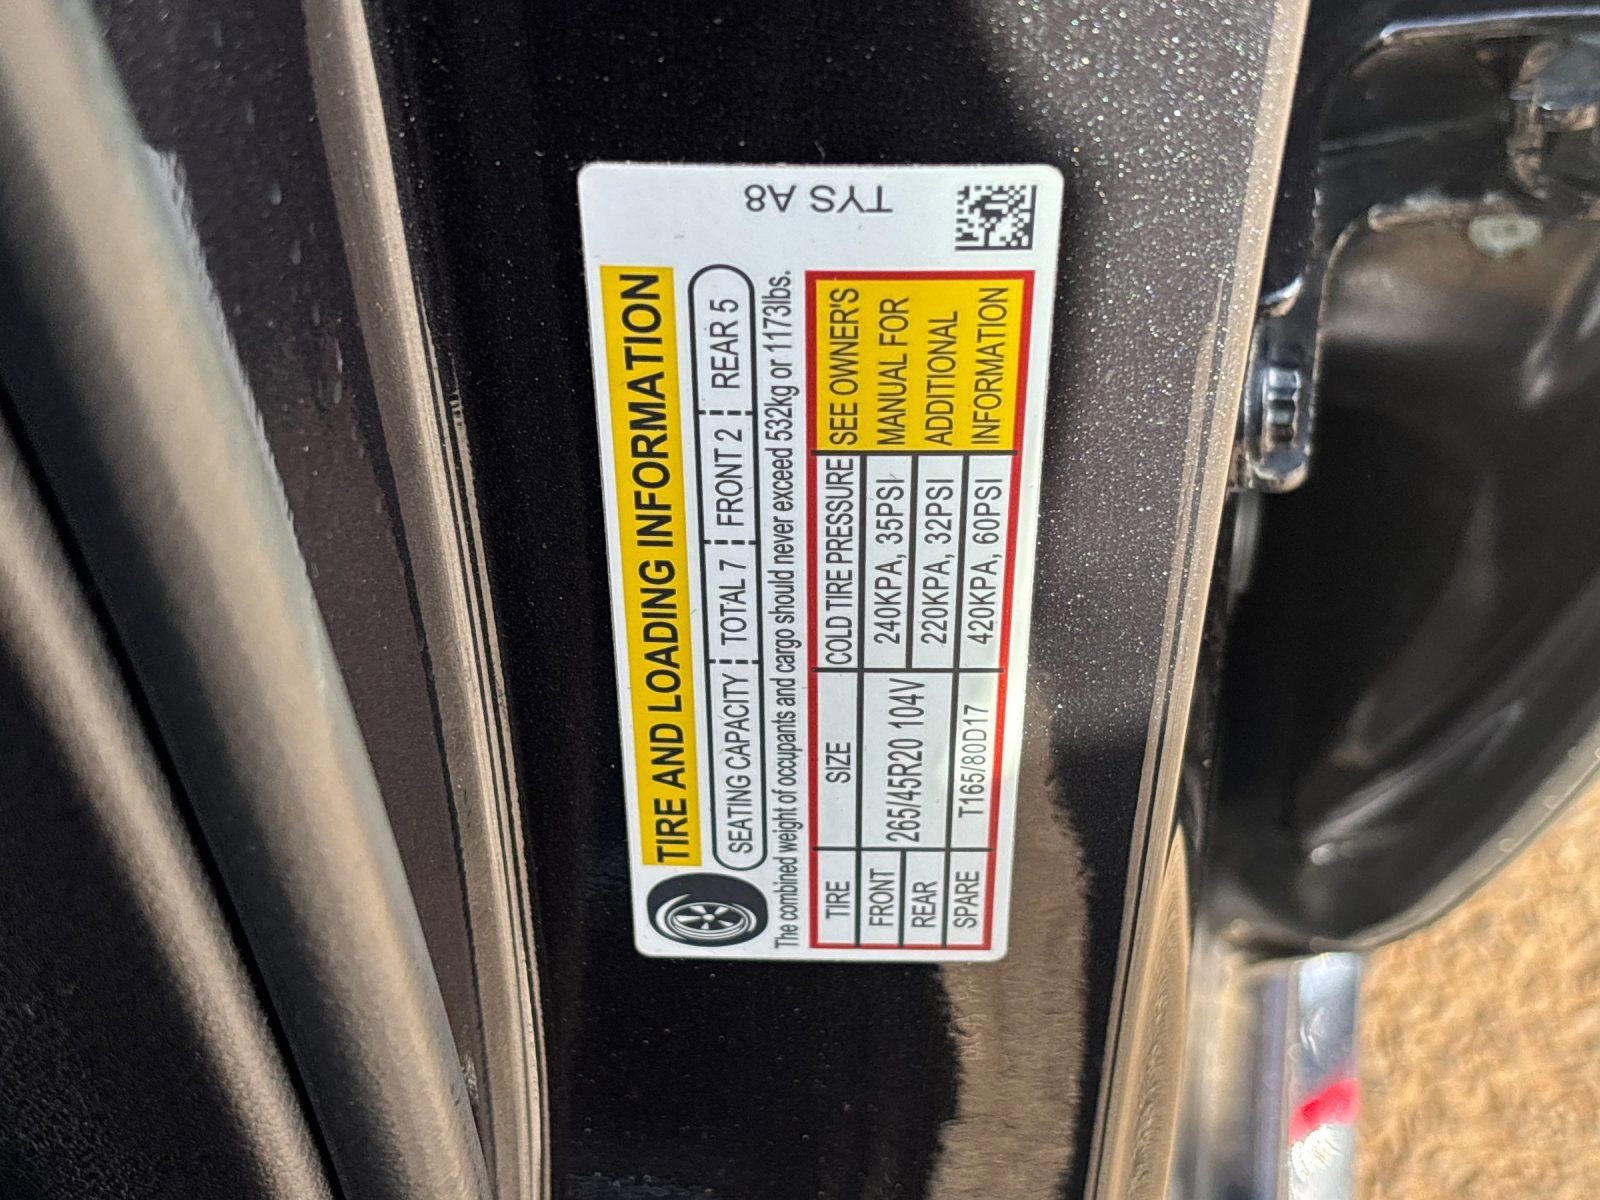 TYS A8
TIRE AND LOADING INFORMATION
SEATING CAPACITY TOTAL 7 FRONT 2 REAR 5
The combined weight of occupants and cargo should never exceed 532kg or 1173lbs.
TIRE SIZE COLD TIRE PRESSURE
FRONT 265/45R20 104V 240KPA, 35PSI
REAR 220KPA, 32PSI
SPARE T165/80D17 420KPA, 60PSI
SEE OWNER'S
MANUAL FOR
ADDITIONAL
INFORMATION